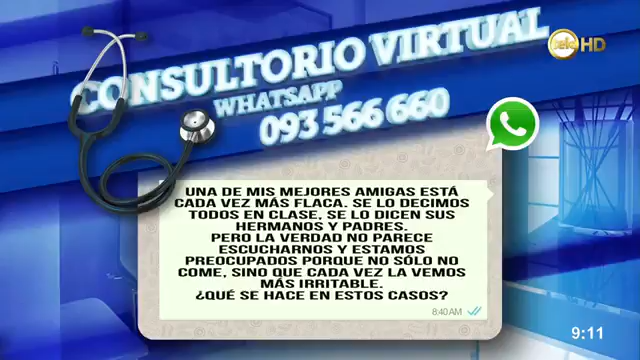 CONSULTORIO VIRTUAL
tele HD
WHATSAPP
093 566 660
UNA DE MIS MEJORES AMIGAS ESTÁ
CADA VEZ MÁS FLACA. SE LO DECIMOS
TODOS EN CLASE, SE LO DICEN SUS
HERMANOS Y PADRES.
PERO LA VERDAD NO PARECE
ESCUCHARNOS Y ESTAMOS
PREOCUPADOS PORQUE NO SÓLO NO
COME, SINO QUE CADA VEZ LA VEMOS
MÁS IRRITABLE.
¿QUÉ SE HACE EN ESTOS CASOS?
8:40 AM
9:11